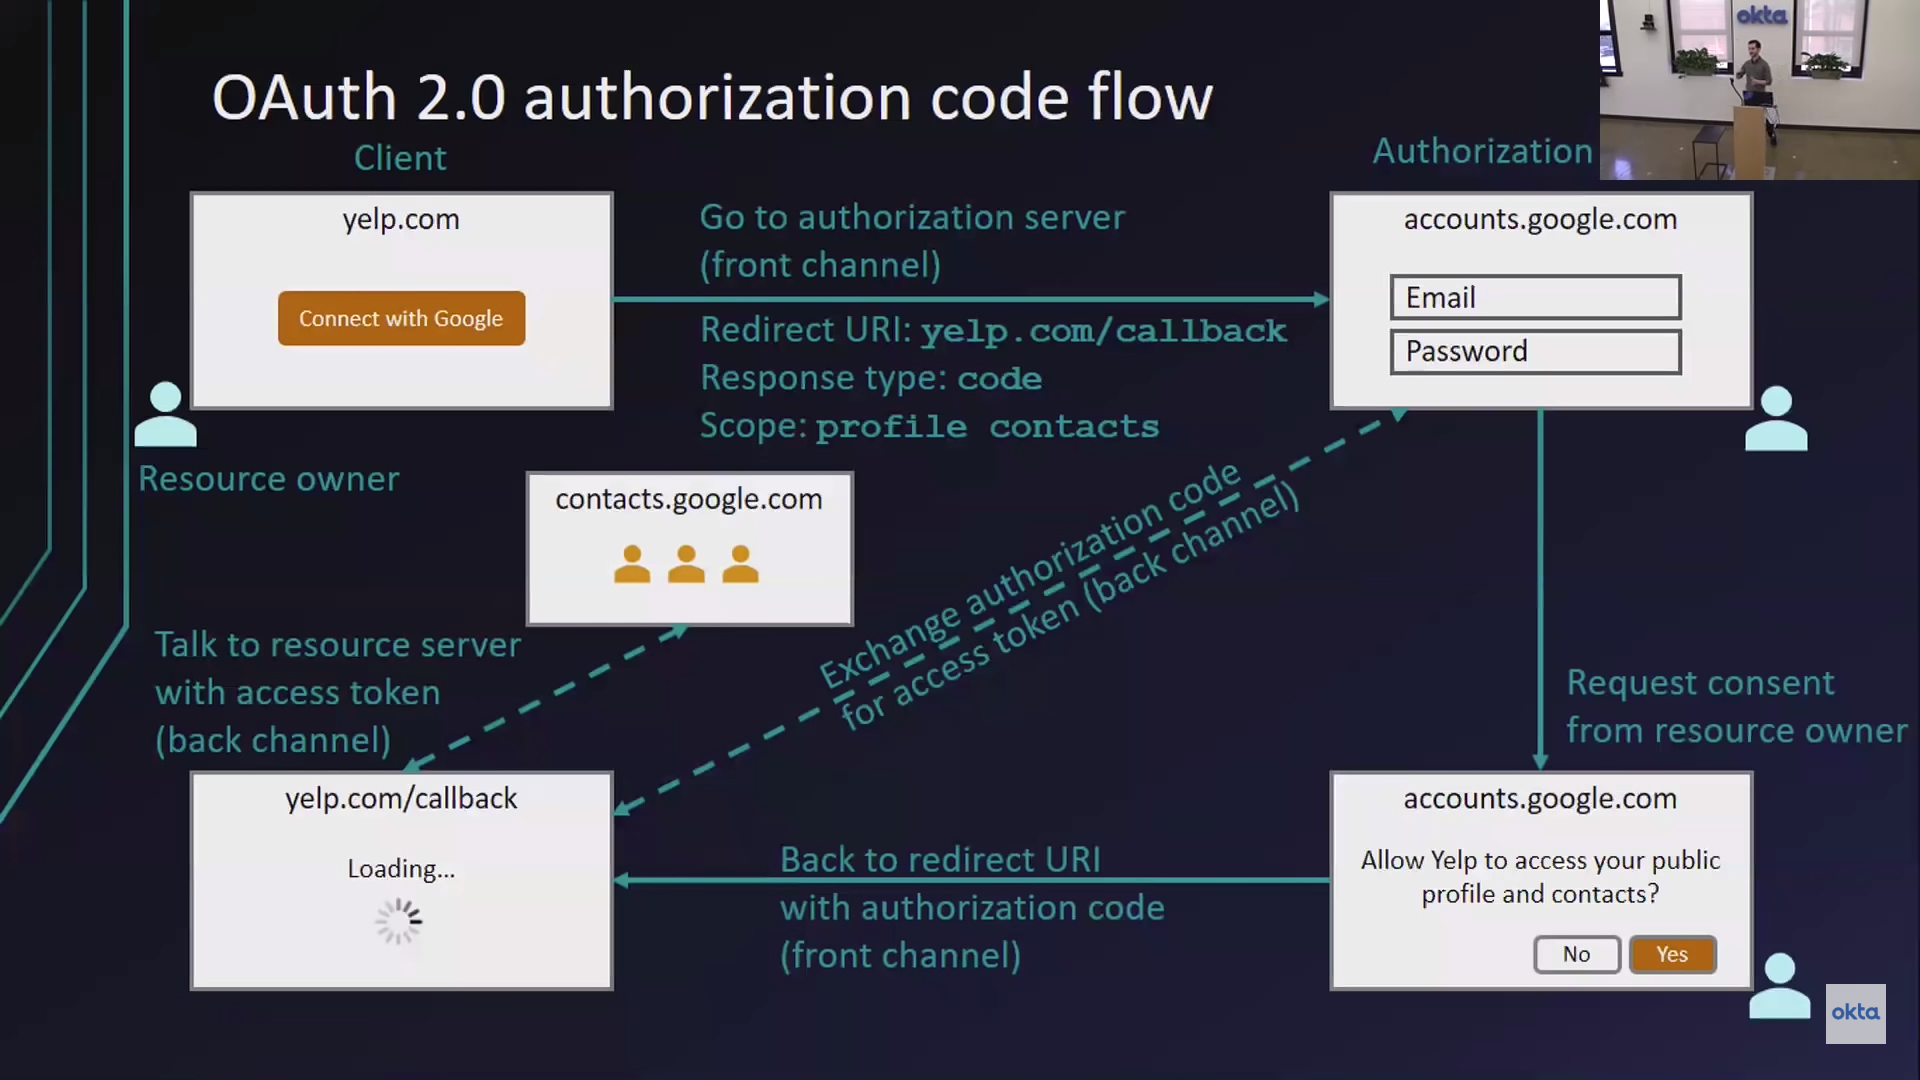 OAuth 2.0 authorization code flow
okta
Client
Authorization
yelp.com
Connect with Google
Go to authorization server
(front channel)
Redirect URI: yelp.com/callback
Response type: code
Scope: profile contacts
accounts.google.com
Email
Password
Resource owner
contacts.google.com
Exchange authorization code
for access token (back channel)
Talk to resource server
with access token
(back channel)
Request consent
from resource owner
yelp.com/callback
Loading...
Back to redirect URI
with authorization code
(front channel)
accounts.google.com
Allow Yelp to access your public
profile and contacts?
No
Yes
okta